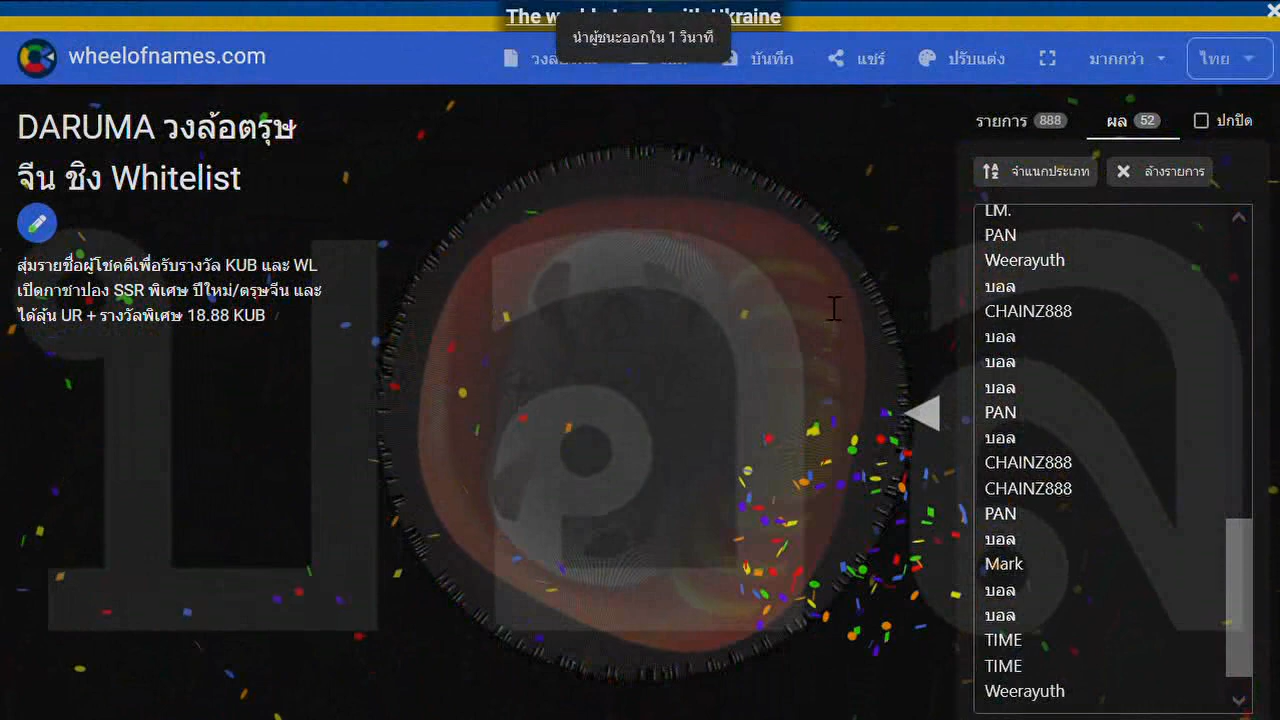 The
Ukraine
นำผู้ชนะออกใน 1 วินาที
wheelofnames.com
บันทึก
แชร์
ปรับแต่ง
มากกว่า
ไทย
DARUMA วงล้อตรุษ
จีน ชิง Whitelist
สุ่มรายชื่อผู้โชคดีเพื่อรับรางวัล KUB และ WL
เปิดกาชาปอง SSR พิเศษ ปีใหม่/ตรุษจีน และ
ได้ลุ้น UR + รางวัลพิเศษ 18.88 KUB
บอล
รายการ 888
ผล 52
ปกปิด
จำแนกประเภท
ล้างรายการ
LM.
PAN
Weerayuth
บอล
CHAINZ888
บอล
บอล
บอล
PAN
บอล
CHAINZ888
CHAINZ888
PAN
บอล
Mark
บอล
บอล
TIME
TIME
Weerayuth